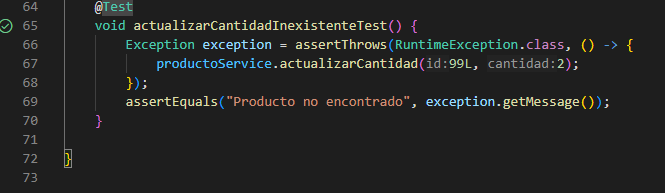 64 @Test
65 void actualizarCantidadInexistenteTest() {
66 Exception exception = assertThrows(RuntimeException.class, () -> {
67 productoService.actualizarCantidad(id:99L, cantidad:2);
68 });
69 assertEquals("Producto no encontrado", exception.getMessage());
70 }
71
72 }
73